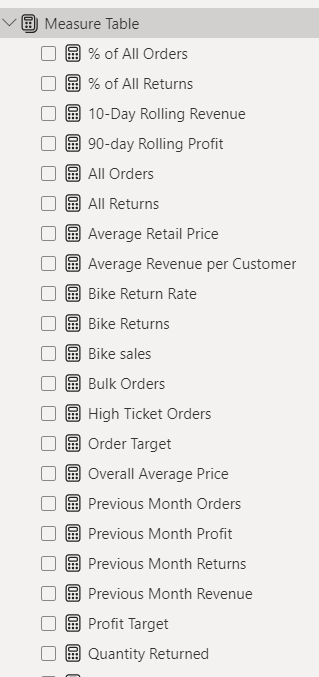 Measure Table
% of All Orders
% of All Returns
10-Day Rolling Revenue
90-day Rolling Profit
All Orders
All Returns
Average Retail Price
Average Revenue per Customer
Bike Return Rate
Bike Returns
Bike sales
Bulk Orders
High Ticket Orders
Order Target
Overall Average Price
Previous Month Orders
Previous Month Profit
Previous Month Returns
Previous Month Revenue
Profit Target
Quantity Returned